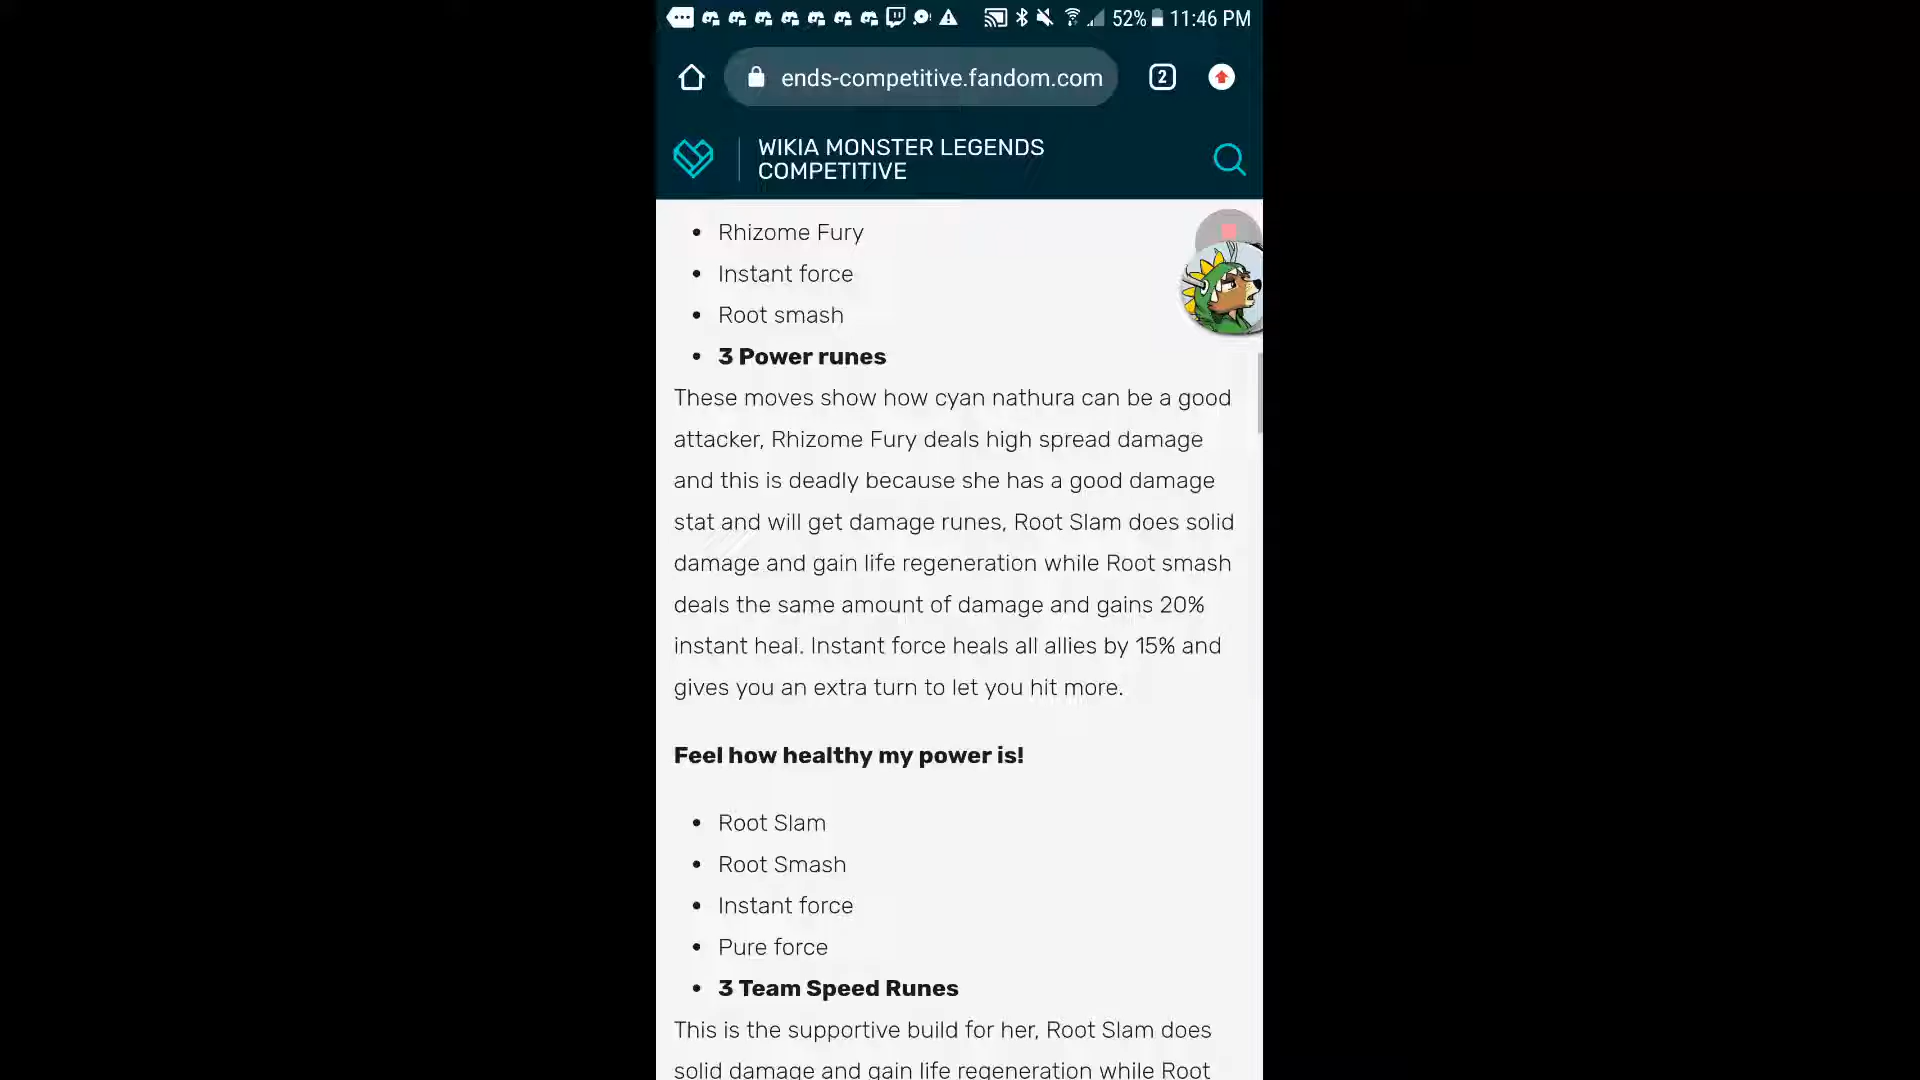 52% 11:46 PM
ends-competitive.fandom.com
2
WIKIA MONSTER LEGENDS
COMPETITIVE
• Rhizome Fury
• Instant force
• Root smash
• 3 Power runes
These moves show how cyan nathura can be a good
attacker, Rhizome Fury deals high spread damage
and this is deadly because she has a good damage
stat and will get damage runes, Root Slam does solid
damage and gain life regeneration while Root smash
deals the same amount of damage and gains 20%
instant heal. Instant force heals all allies by 15% and
gives you an extra turn to let you hit more.
Feel how healthy my power is!
• Root Slam
• Root Smash
• Instant force
• Pure force
• 3 Team Speed Runes
This is the supportive build for her, Root Slam does
solid damage and gain life regeneration while Root